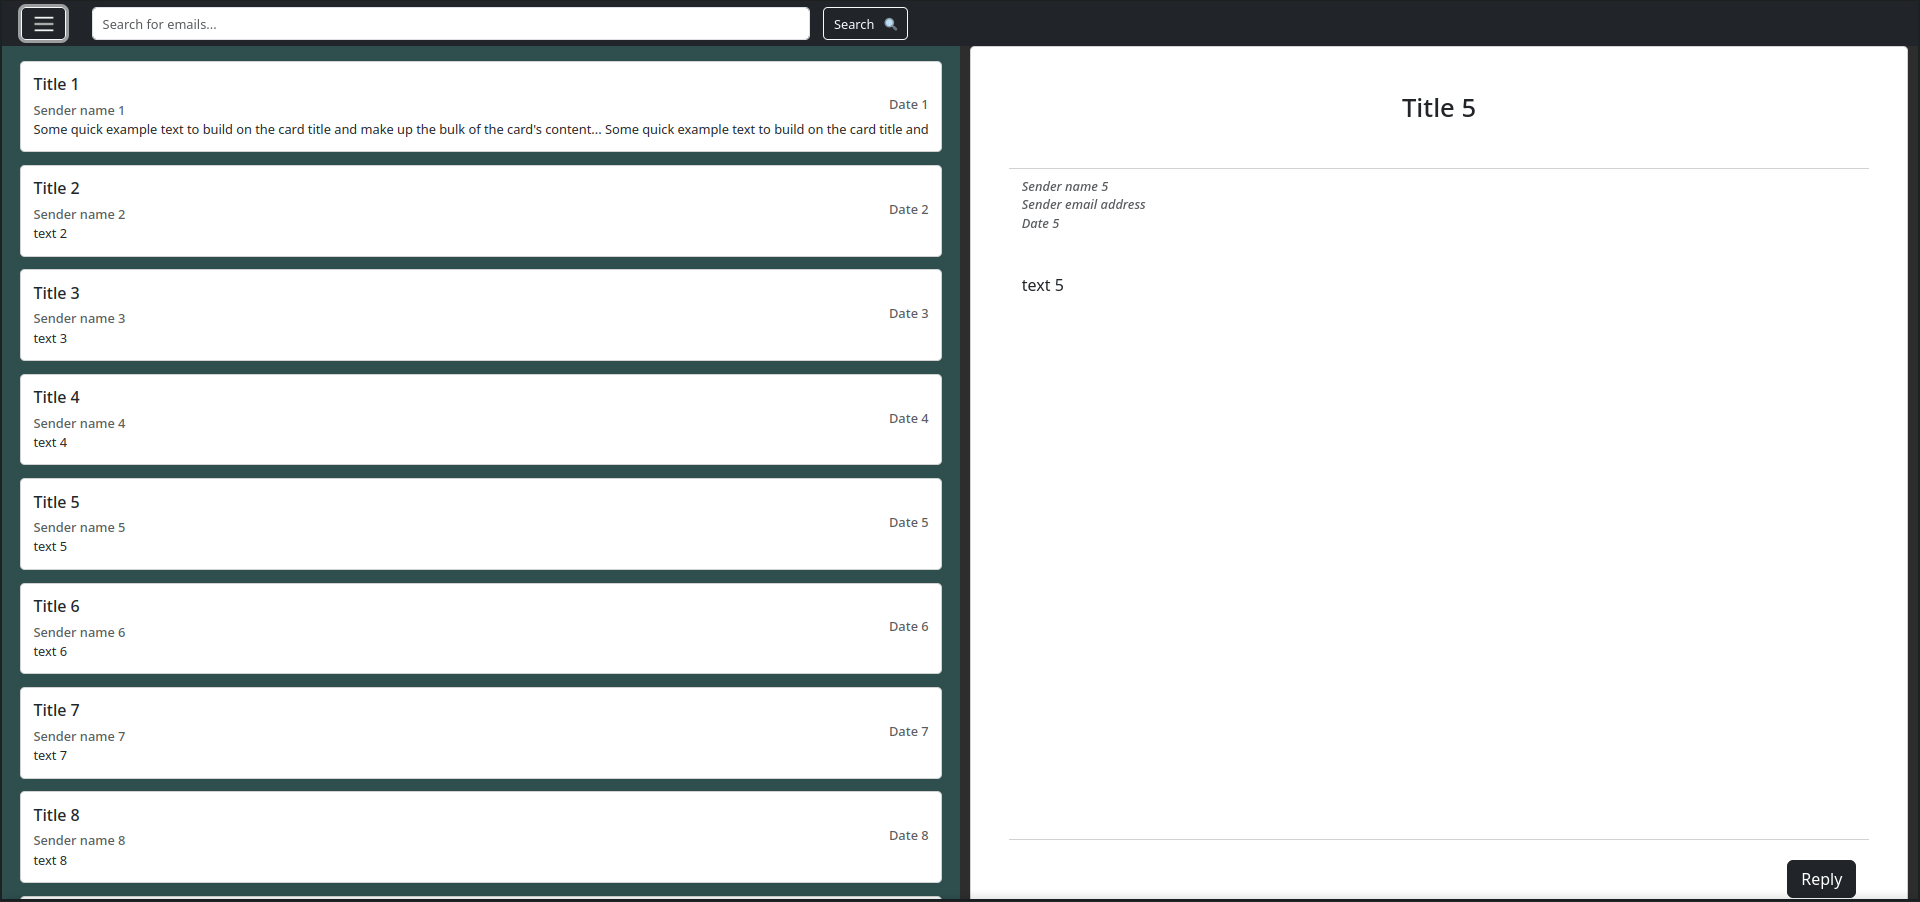 Search for emails...
Search
Title 1
Sender name 1
Date 1
Some quick example text to build on the card title and make up the bulk of the card's content... Some quick example text to build on the card title and
Title 2
Sender name 2
Date 2
text 2
Title 3
Sender name 3
Date 3
text 3
Title 4
Sender name 4
Date 4
text 4
Title 5
Sender name 5
Date 5
text 5
Title 6
Sender name 6
Date 6
text 6
Title 7
Sender name 7
Date 7
text 7
Title 8
Sender name 8
Date 8
text 8
Title 5
Sender name 5
Sender email address
Date 5
text 5
Reply